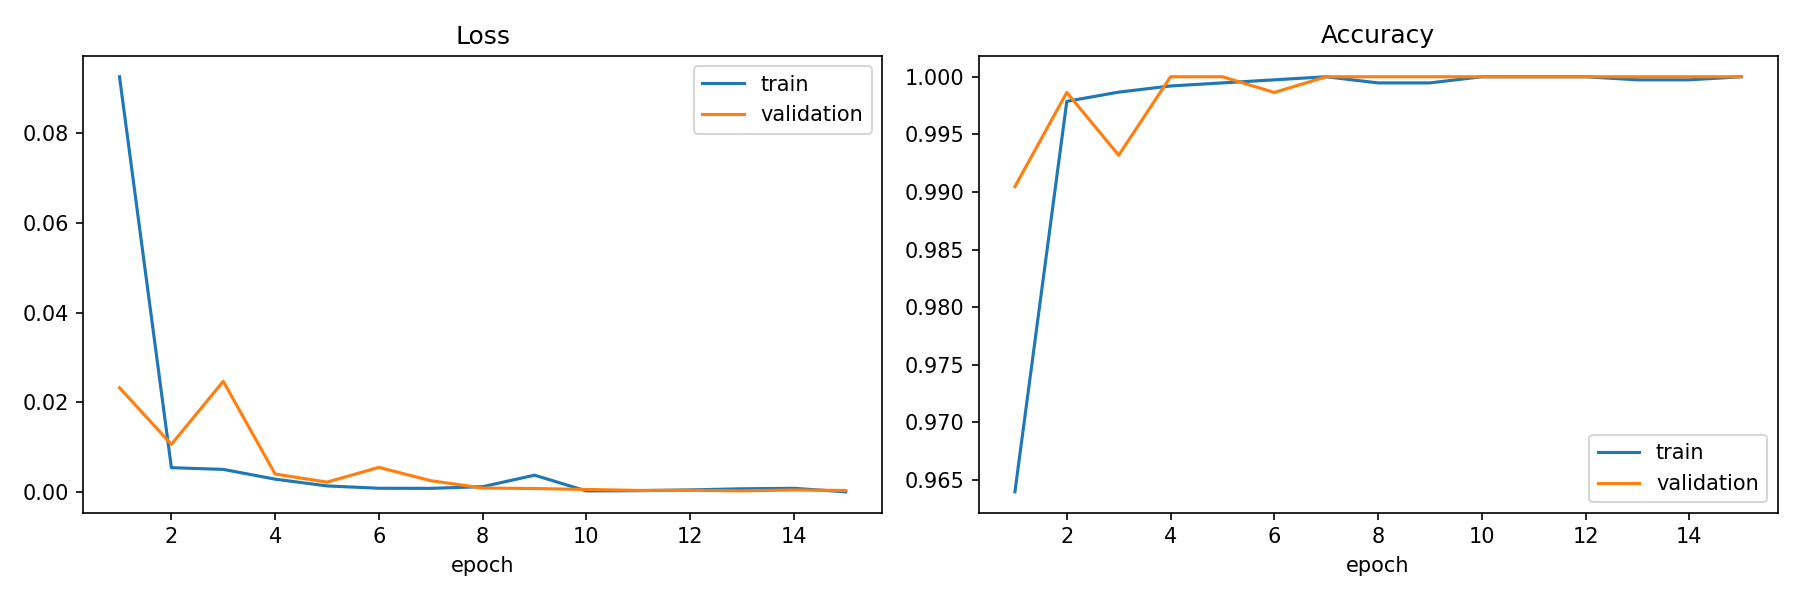 Loss
0.08
0.06
0.04
0.02
0.00
2 4 6 8 10 12 14
epoch
train
validation
Accuracy
1.000
0.995
0.990
0.985
0.980
0.975
0.970
0.965
2 4 6 8 10 12 14
epoch
train
validation